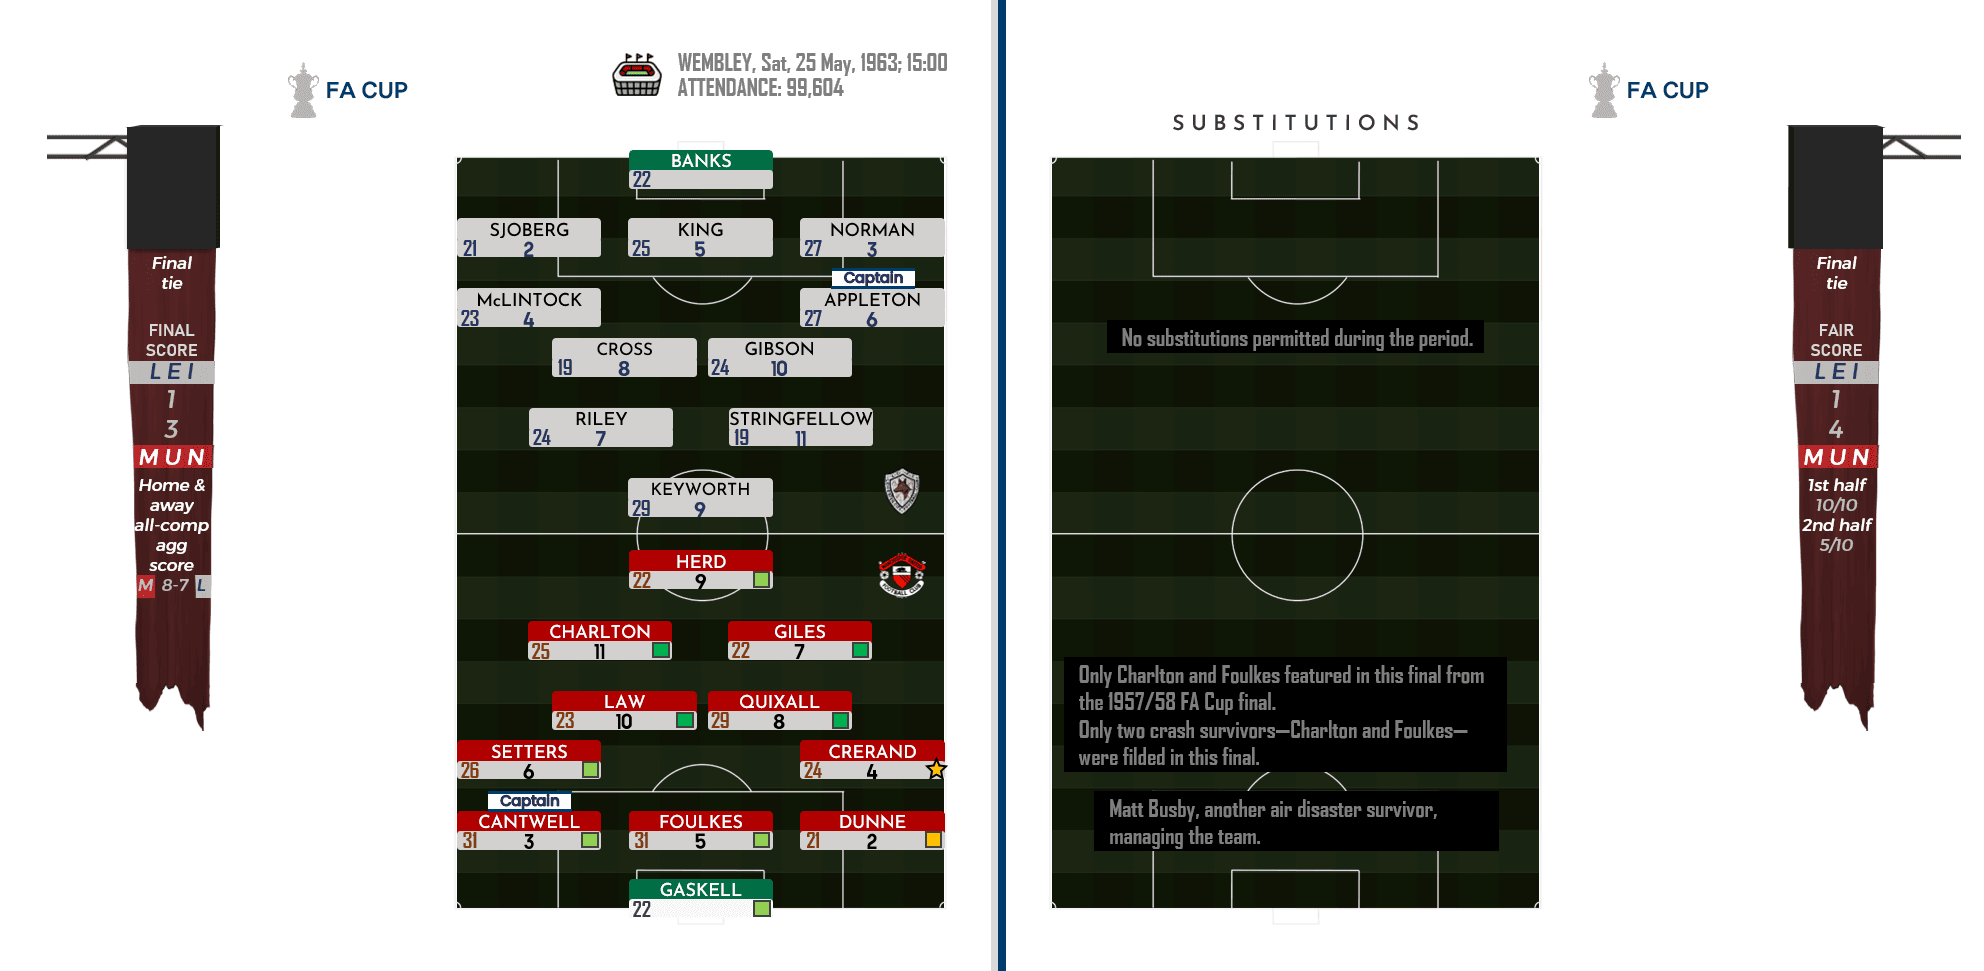 WEMBLEY, Sat, 25 May, 1963; 15:00
ATTENDANCE: 99,604
FA CUP
Final
tie
FINAL
SCORE
LEI
1
3
MUN
Home &
away
all-comp
agg
score
M 8-7 L
BANKS
22
SJOBERG
21 2
KING
25 5
NORMAN
27 3
McLINTOCK
23 4
Captain
APPLETON
27 6
CROSS
19 8
GIBSON
24 10
RILEY
24 7
STRINGFELLOW
19 11
KEYWORTH
29 9
HERD
22 9
FOOTBALL CLUB
CHARLTON
25 11
GILES
22 7
LAW
23 10
QUIXALL
29 8
SETTERS
26 6
CRERAND
24 4
Captain
CANTWELL
31 3
FOULKES
31 5
DUNNE
21 2
GASKELL
22
FA CUP
SUBSTITUTIONS
No substitutions permitted during the period.
Only Charlton and Foulkes featured in this final from
the 1957/58 FA Cup final.
Only two crash survivors—Charlton and Foulkes—
were filded in this final.
Matt Busby, another air disaster survivor,
managing the team.
Final
tie
FAIR
SCORE
LEI
1
4
MUN
1st half
10/10
2nd half
5/10